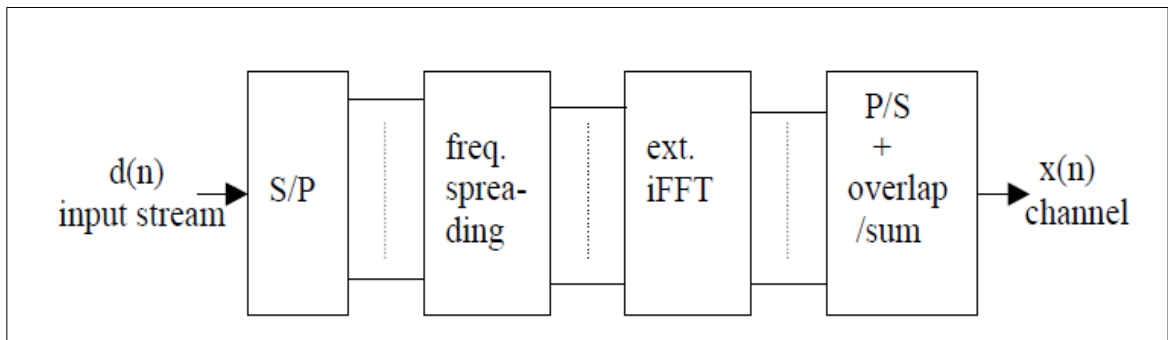 d(n)
input stream
S/P
freq.
sprea-
ding
ext.
iFFT
P/S
+
overlap
/sum
x(n)
channel